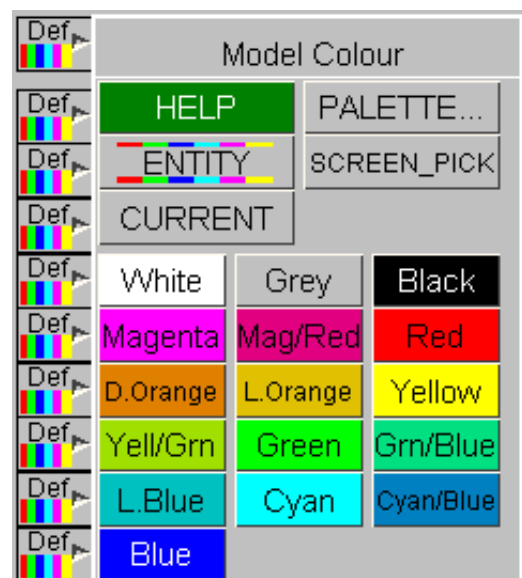 Def Model Colour
Def HELP PALETTE...
Def ENTITY SCREEN_PICK
Def CURRENT
Def White Grey Black
Def Magenta Mag/Red Red
Def D.Orange L.Orange Yellow
Def Yell/Grn Green Grn/Blue
Def L.Blue Cyan Cyan/Blue
Def Blue